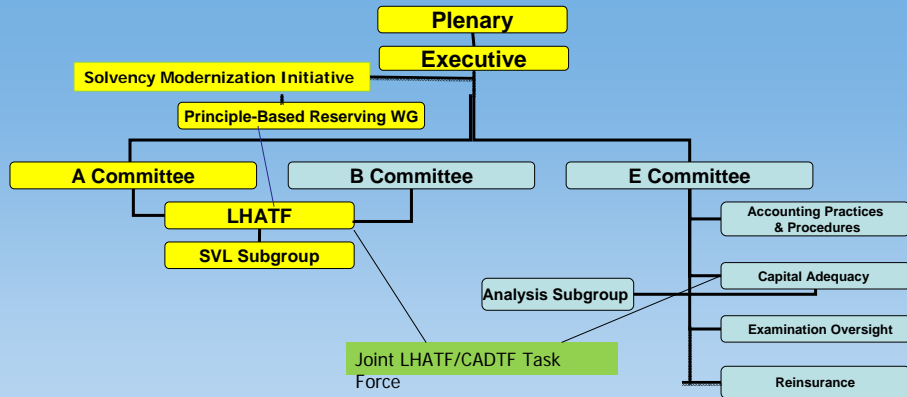 Plenary
Executive
Solvency Modernization Initiative
Principle-Based Reserving WG
A Committee
B Committee
E Committee
LHATF
SVL Subgroup
Accounting Practices
& Procedures
Capital Adequacy
Analysis Subgroup
Examination Oversight
Joint LHATF/CADTF Task
Force
Reinsurance